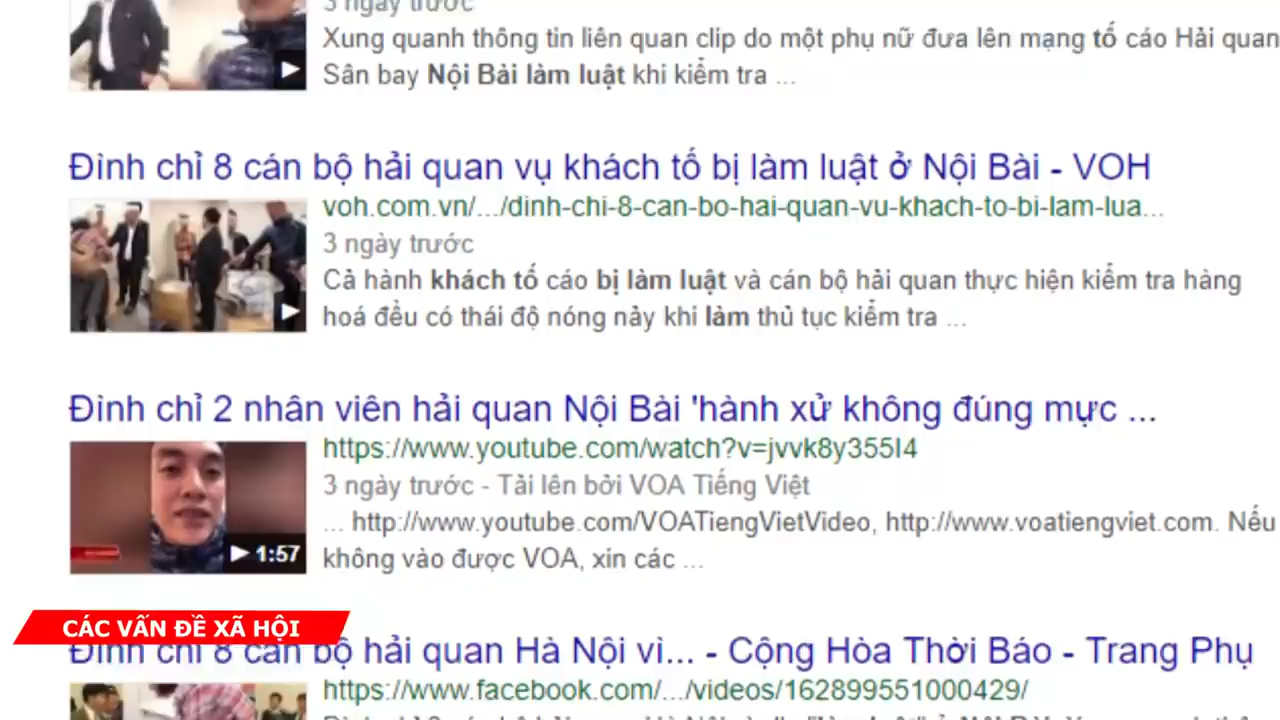 3 ngày trước
Xung quanh thông tin liên quan clip do một phụ nữ đưa lên mạng tố cáo Hải quan
Sân bay Nội Bài làm luật khi kiểm tra ...
Đình chỉ 8 cán bộ hải quan vụ khách tố bị làm luật ở Nội Bài - VOH
voh.com.vn/.../dinh-chi-8-can-bo-hai-quan-vu-khach-to-bi-lam-lua...
3 ngày trước
Cả hành khách tố cáo bị làm luật và cán bộ hải quan thực hiện kiểm tra hàng
hoá đều có thái độ nóng nảy khi làm thủ tục kiểm tra ...
Đình chỉ 2 nhân viên hải quan Nội Bài 'hành xử không đúng mực ...
https://www.youtube.com/watch?v=jvvk8y355I4
3 ngày trước - Tải lên bởi VOA Tiếng Việt
... http://www.youtube.com/VOATiengVietVideo, http://www.voatiengviet.com. Nếu
1:57
không vào được VOA, xin các ...
CÁC VẤN ĐỀ XÃ HỘI
Đình chỉ 8 cán bộ hải quan Hà Nội vì... - Cộng Hòa Thời Báo - Trang Phụ
https://www.facebook.com/.../videos/162899551000429/